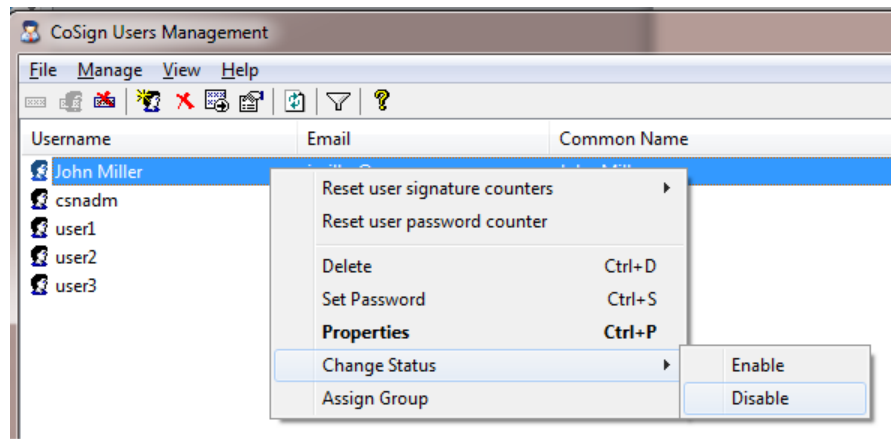 CoSign Users Management
File Manage View Help
Username Email Common Name
John Miller
csnadm
user1
user2
user3
Reset user signature counters
Reset user password counter
Delete Ctrl+D
Set Password Ctrl+S
Properties Ctrl+P
Change Status
Assign Group
Enable
Disable